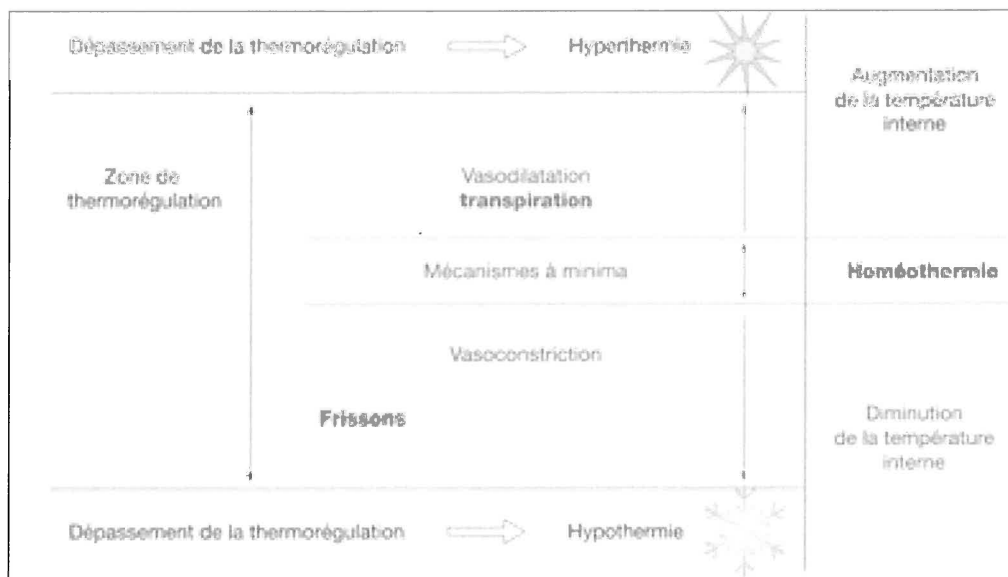 Dépassement de la thermorégulation
Hyperthermie
Augmentation
de la température
interne
Zone de
thermorégulation
Vasodilatation
transpiration
Mécanismes à minima
Homéothermie
Vasoconstriction
Frissons
Diminution
de la température
interne
Dépassement de la thermorégulation
Hypothermie